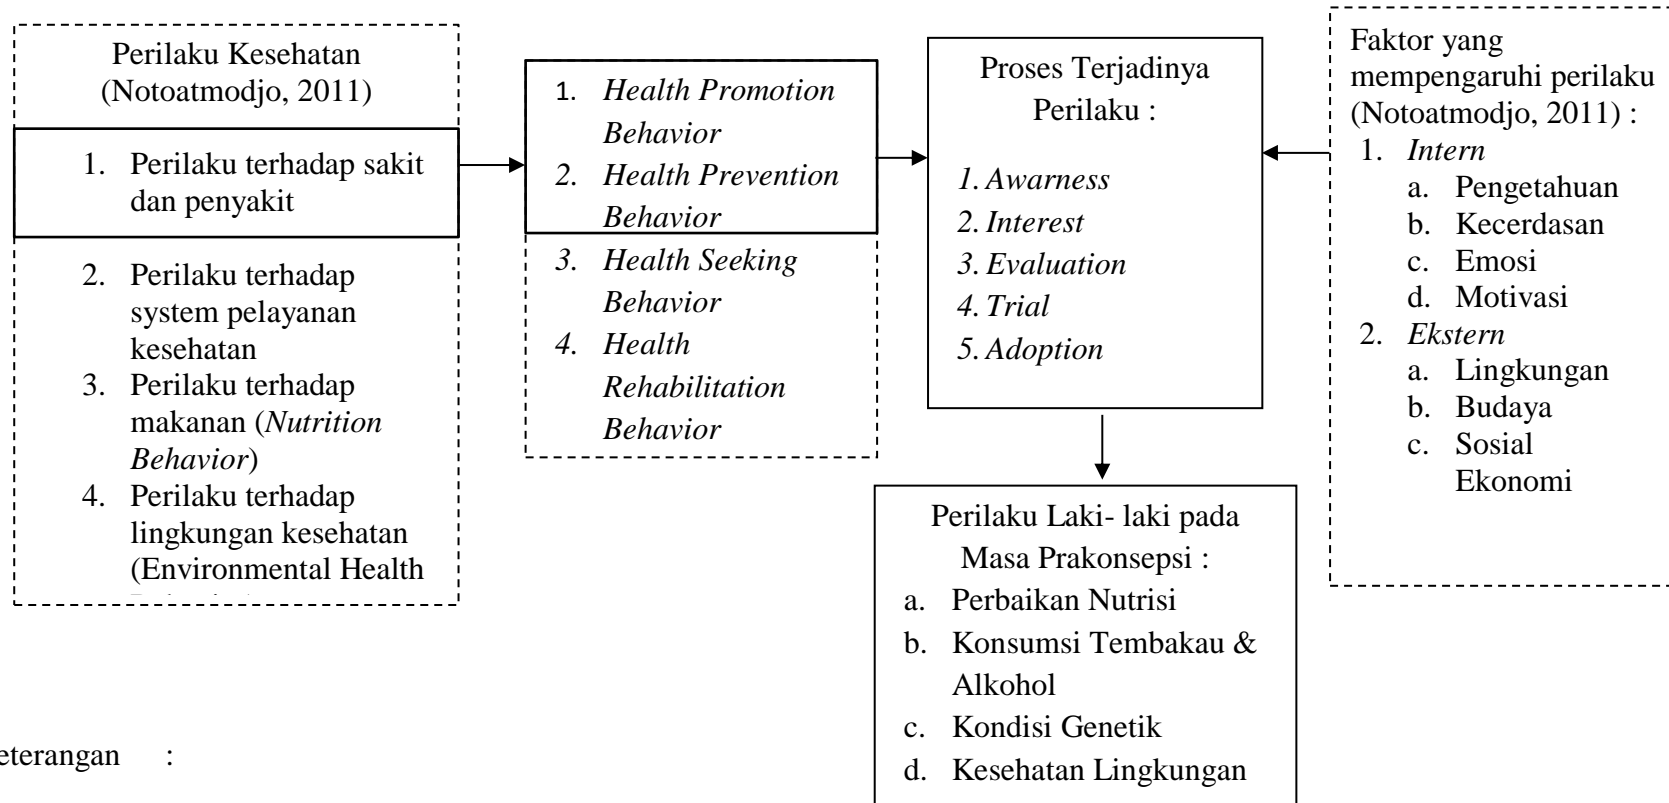 Perilaku Kesehatan
(Notoatmodjo, 2011)
1. Perilaku terhadap sakit
dan penyakit
2. Perilaku terhadap
system pelayanan
kesehatan
3. Perilaku terhadap
makanan (Nutrition
Behavior)
4. Perilaku terhadap
lingkungan kesehatan
(Environmental Health
1. Health Promotion
Behavior
2. Health Prevention
Behavior
3. Health Seeking
Behavior
4. Health
Rehabilitation
Behavior
Proses Terjadinya
Perilaku :
1. Awarness
2. Interest
3. Evaluation
4. Trial
5. Adoption
Faktor yang
mempengaruhi perilaku
(Notoatmodjo, 2011) :
1. Intern
a. Pengetahuan
b. Kecerdasan
c. Emosi
d. Motivasi
2. Ekstern
a. Lingkungan
b. Budaya
c. Sosial
Ekonomi
Perilaku Laki- laki pada
Masa Prakonsepsi :
a. Perbaikan Nutrisi
b. Konsumsi Tembakau &
Alkohol
c. Kondisi Genetik
d. Kesehatan Lingkungan
eterangan :